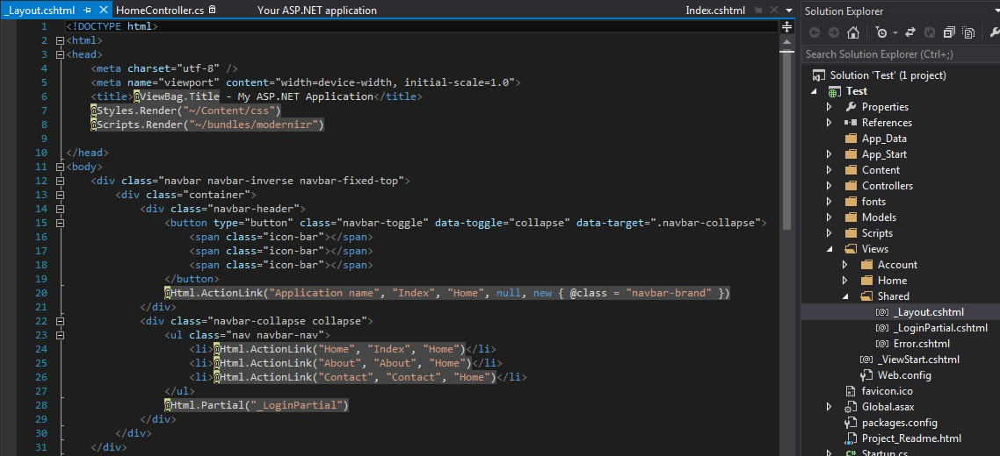 _Layout.cshtml HomeController.cs Your ASP.NET application Index.cshtml
1 <!DOCTYPE html>
2 <html>
3 <head>
4 <meta charset="utf-8" />
5 <meta name="viewport" content="width=device-width, initial-scale=1.0">
6 <title>@ViewBag.Title - My ASP.NET Application</title>
7 @Styles.Render("~/Content/css")
8 @Scripts.Render("~/bundles/modernizr")
9
10 </head>
11 <body>
12 <div class="navbar navbar-inverse navbar-fixed-top">
13 <div class="container">
14 <div class="navbar-header">
15 <button type="button" class="navbar-toggle" data-toggle="collapse" data-target=".navbar-collapse">
16 <span class="icon-bar"></span>
17 <span class="icon-bar"></span>
18 <span class="icon-bar"></span>
19 </button>
20 @Html.ActionLink("Application name", "Index", "Home", null, new { @class = "navbar-brand" })
21 </div>
22 <div class="navbar-collapse collapse">
23 <ul class="nav navbar-nav">
24 <li>@Html.ActionLink("Home", "Index", "Home")</li>
25 <li>@Html.ActionLink("About", "About", "Home")</li>
26 <li>@Html.ActionLink("Contact", "Contact", "Home")</li>
27 </ul>
28 @Html.Partial("_LoginPartial")
29 </div>
30 </div>
31 </div>
Solution Explorer
Search Solution Explorer (Ctrl+;)
Solution 'Test' (1 project)
Test
Properties
References
App_Data
App_Start
Content
Controllers
fonts
Models
Scripts
Views
Account
Home
Shared
_Layout.cshtml
_LoginPartial.cshtml
Error.cshtml
_ViewStart.cshtml
Web.config
favicon.ico
Global.asax
packages.config
Project_Readme.html
Startup.cs